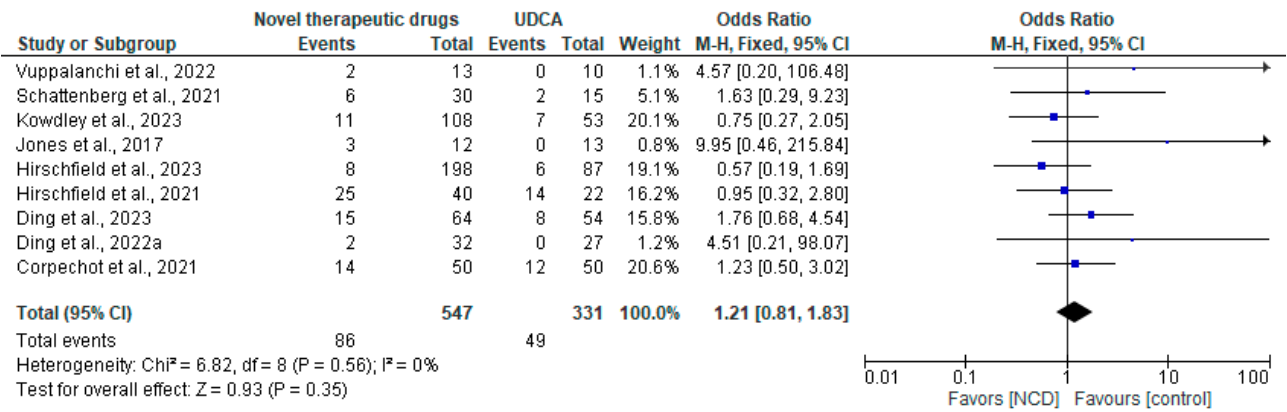 Novel therapeutic drugs UDCA Odds Ratio Odds Ratio
Study or Subgroup Events Total Events Total Weight M-H, Fixed, 95% CI M-H, Fixed, 95% CI
Vuppalanchi et al., 2022 2 13 0 10 1.1% 4.57 [0.20, 106.48]
Schattenberg et al., 2021 6 30 2 15 5.1% 1.63 [0.29, 9.23]
Kowdley et al., 2023 11 108 7 53 20.1% 0.75 [0.27, 2.05]
Jones et al., 2017 3 12 0 13 0.8% 9.95 [0.46, 215.84]
Hirschfield et al., 2023 8 198 6 87 19.1% 0.57 [0.19, 1.69]
Hirschfield et al., 2021 25 40 14 22 16.2% 0.95 [0.32, 2.80]
Ding et al., 2023 15 64 8 54 15.8% 1.76 [0.68, 4.54]
Ding et al., 2022a 2 32 0 27 1.2% 4.51 [0.21, 98.07]
Corpechot et al., 2021 14 50 12 50 20.6% 1.23 [0.50, 3.02]
Total (95% CI) 547 331 100.0% 1.21 [0.81, 1.83]
Total events 86 49
Heterogeneity: Chi² = 6.82, df = 8 (P = 0.56); I² = 0%
Test for overall effect: Z = 0.93 (P = 0.35)
0.01 0.1 1 10 100
Favors [NCD] Favours [control]